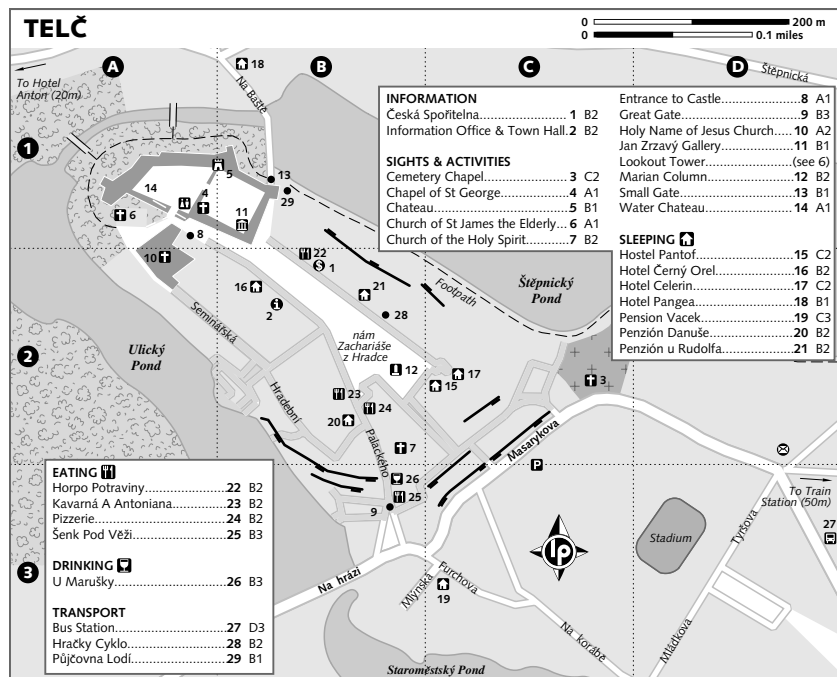 TELČ
0 200 m
0 0.1 miles
A
B
C
D
1
2
3
To Hotel
Anton (20m)
18
Na Baště
Štěpnická
INFORMATION
Česká Spořitelna 1 B2
Information Office & Town Hall. 2 B2
SIGHTS & ACTIVITIES
Cemetery Chapel 3 C2
Chapel of St George 4 A1
Chateau 5 B1
Church of St James the Elderly 6 A1
Church of the Holy Spirit 7 B2
Entrance to Castle 8 A1
Great Gate 9 B3
Holy Name of Jesus Church 10 A2
Jan Zrzavý Gallery 11 B1
Lookout Tower (see 6)
Marian Column 12 B2
Small Gate 13 B1
Water Chateau 14 A1
SLEEPING
Hostel Pantof 15 C2
Hotel Černý Orel 16 B2
Hotel Celerin 17 C2
Hotel Pangea 18 B1
Pension Vacek 19 C3
Penzión Danuše 20 B2
Penzión u Rudolfa 21 B2
5
13
29
14
4
6
11
8
10
22
1
21
16
2
28
Footpath
Štěpnický
Pond
Seminářská
Ulický
Pond
nám
Zachariáše
z Hradce
12
17
15
3
Hradební
23
24
20
Palackého
7
Masarykova
P
26
25
9
To Train
Station (50m)
27
Stadium
Tyršova
lp
Na hrázi
Mlýnská
Furchova
19
Na korábě
Mládkova
Staroměstský Pond
EATING
Horpo Potraviny 22 B2
Kavarná A Antoniana 23 B2
Pizzerie 24 B2
Šenk Pod Věži 25 B3
DRINKING
U Marušky 26 B3
TRANSPORT
Bus Station 27 D3
Hračky Cyklo 28 B2
Půjčovna Lodí 29 B1